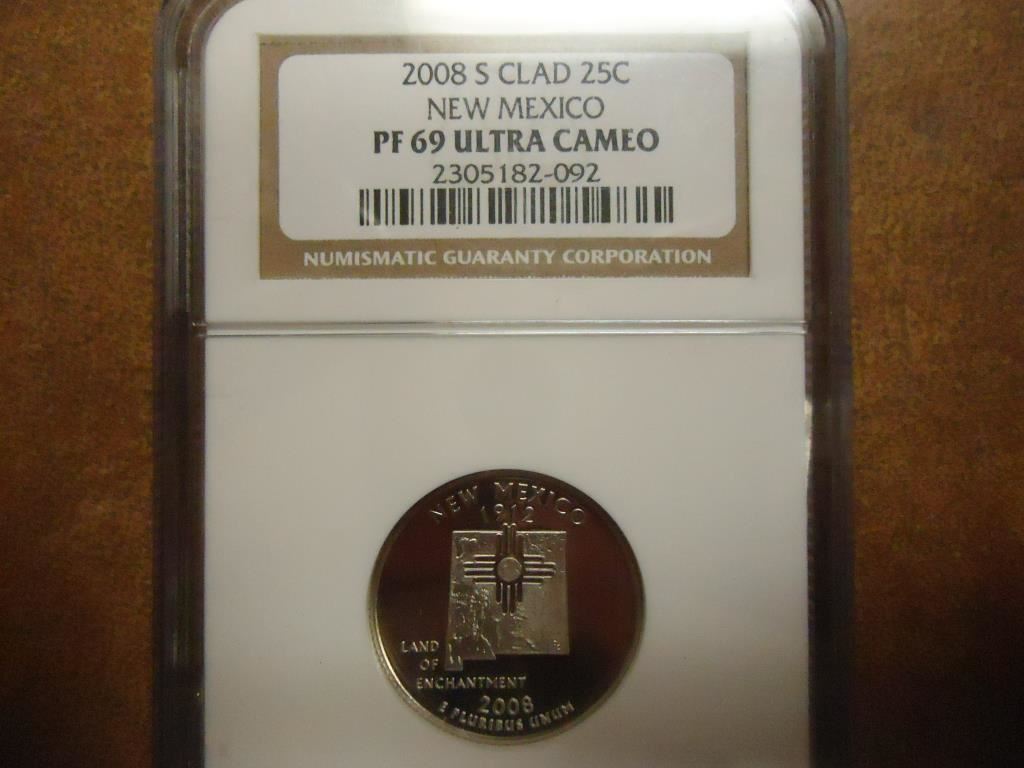 2008 S CLAD 25C
NEW MEXICO
PF 69 ULTRA CAMEO
2305182-092
NUMISMATIC GUARANTY CORPORATION
NEW MEXICO
1912
LAND
OF
ENCHANTMENT
2008
E PLURIBUS UNUM